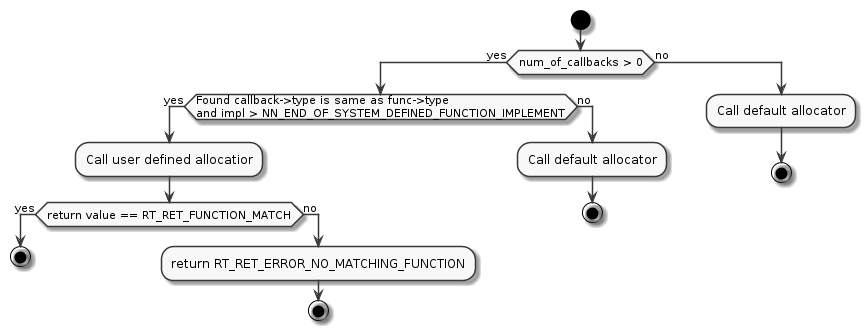 yes
num_of_callbacks > 0
no
yes
Found callback->type is same as func->type
and impl > NN_END_OF_SYSTEM_DEFINED_FUNCTION_IMPLEMENT
no
Call default allocator
Call user defined allocatior
Call default allocator
yes
return value == RT_RET_FUNCTION_MATCH
no
return RT_RET_ERROR_NO_MATCHING_FUNCTION